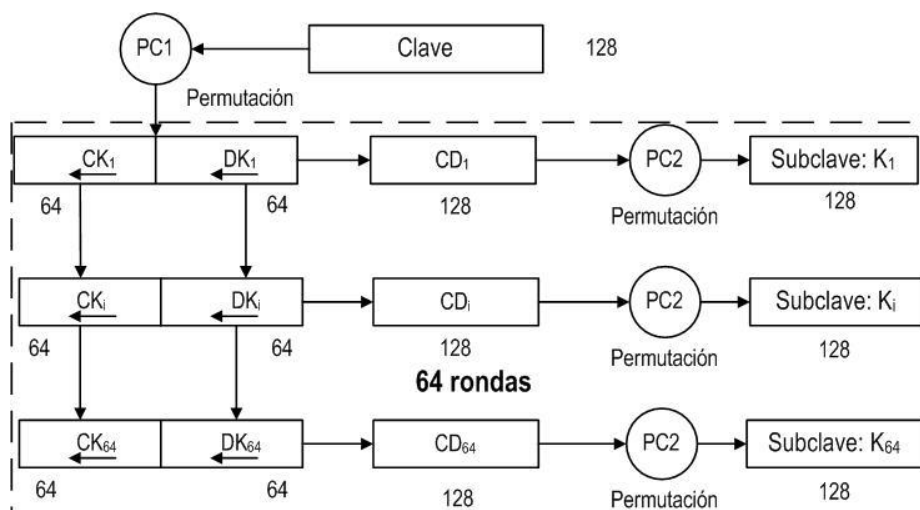 PC1
Clave
128
Permutación
CK₁
DK₁
CD₁
PC2
Subclave: K₁
64
64
128
Permutación
128
CKᵢ
DKᵢ
CDᵢ
PC2
Subclave: Kᵢ
64
64
128
Permutación
128
64 rondas
CK₆₄
DK₆₄
CD₆₄
PC2
Subclave: K₆₄
64
64
128
Permutación
128